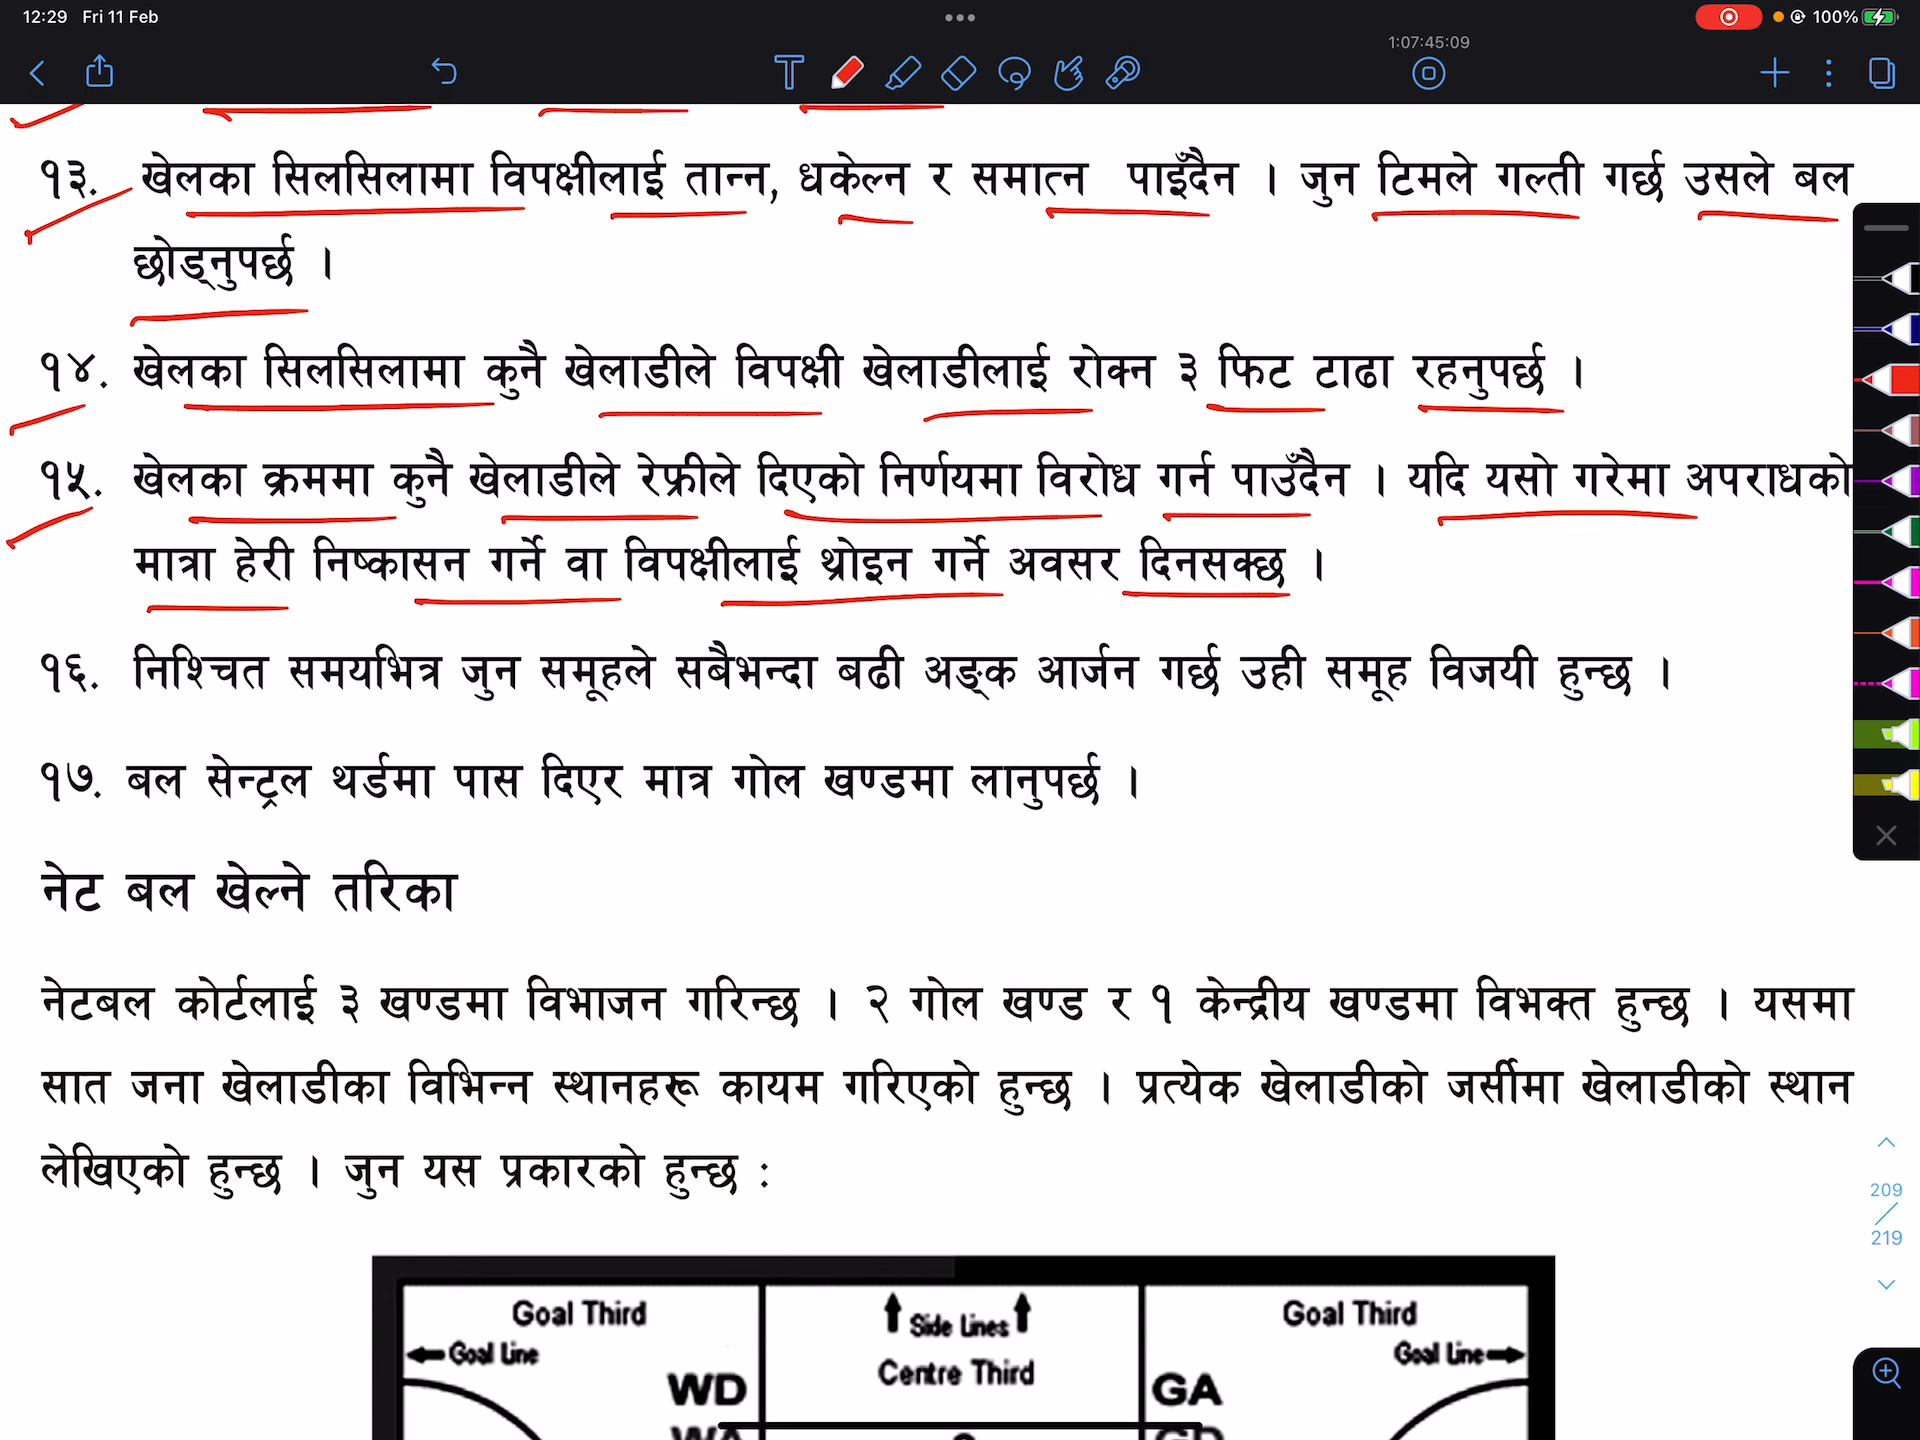 12:29 Fri 11 Feb
100%
1:07:45:09
१३. खेलका सिलसिलामा विपक्षीलाई तान्न, धकेल्न र समात्न पाइँदैन । जुन टिमले गल्ती गर्छ उसले बल
छोड्नुपर्छ ।
१४. खेलका सिलसिलामा कुनै खेलाडीले विपक्षी खेलाडीलाई रोक्न ३ फिट टाढा रहनुपर्छ ।
१५. खेलका क्रममा कुनै खेलाडीले रेफ्रीले दिएको निर्णयमा विरोध गर्न पाउँदैन । यदि यसो गरेमा अपराधको
मात्रा हेरी निष्कासन गर्ने वा विपक्षीलाई थ्रोइन गर्ने अवसर दिनसक्छ ।
१६. निश्चित समयभित्र जुन समूहले सबैभन्दा बढी अङ्क आर्जन गर्छ उही समूह विजयी हुन्छ ।
१७. बल सेन्ट्रल थर्डमा पास दिएर मात्र गोल खण्डमा लानुपर्छ ।
नेट बल खेल्ने तरिका
नेटबल कोर्टलाई ३ खण्डमा विभाजन गरिन्छ । २ गोल खण्ड र १ केन्द्रीय खण्डमा विभक्त हुन्छ । यसमा
सात जना खेलाडीका विभिन्न स्थानहरू कायम गरिएको हुन्छ । प्रत्येक खेलाडीको जर्सीमा खेलाडीको स्थान
लेखिएको हुन्छ । जुन यस प्रकारको हुन्छ :
209
219
Goal Third Side Lines Goal Third
Goal Line Centre Third Goal Line
WD GA